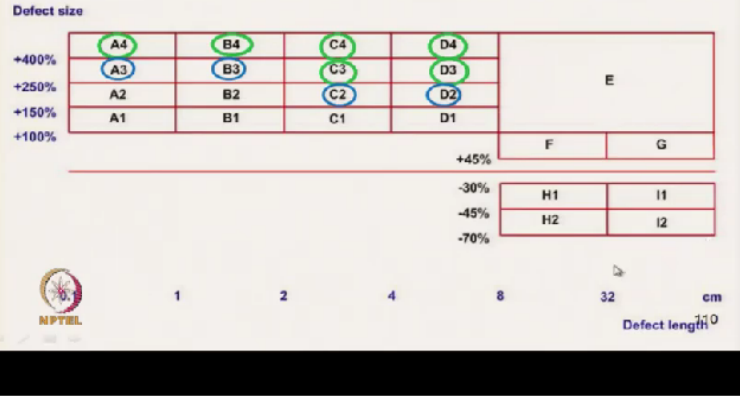 Defect size
A4 B4 C4 D4
+400%
A3 B3 C3 D3
E
+250%
A2 B2 C2 D2
+150%
A1 B1 C1 D1
+100%
F G
+45%
-30%
H1 I1
-45%
H2 I2
-70%
0.1 1 2 4 8 32 cm
NPTEL
Defect length
110